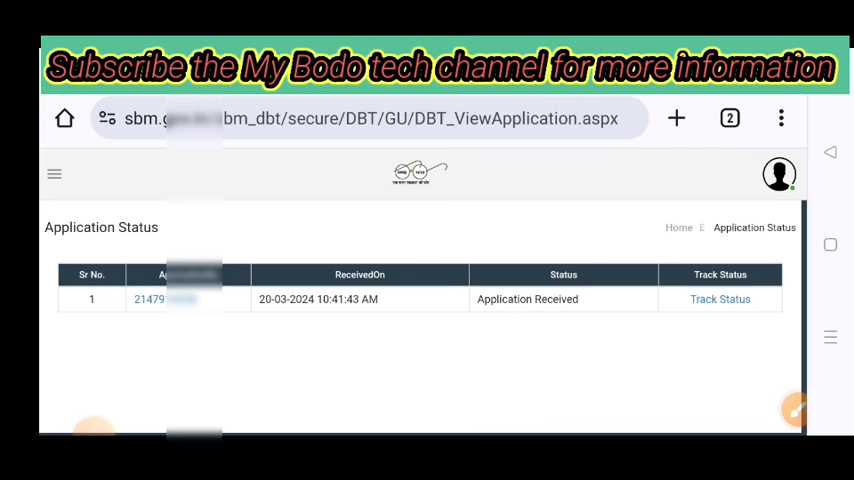 Subscribe the My Bodo tech channel for more information
bm_dbt/secure/DBT/GU/DBT_ViewApplication.aspx
2
Application Status
Home
Application Status
Sr No.
ReceivedOn
Status
Track Status
1
20-03-2024 10:41:43 AM
Application Received
Track Status